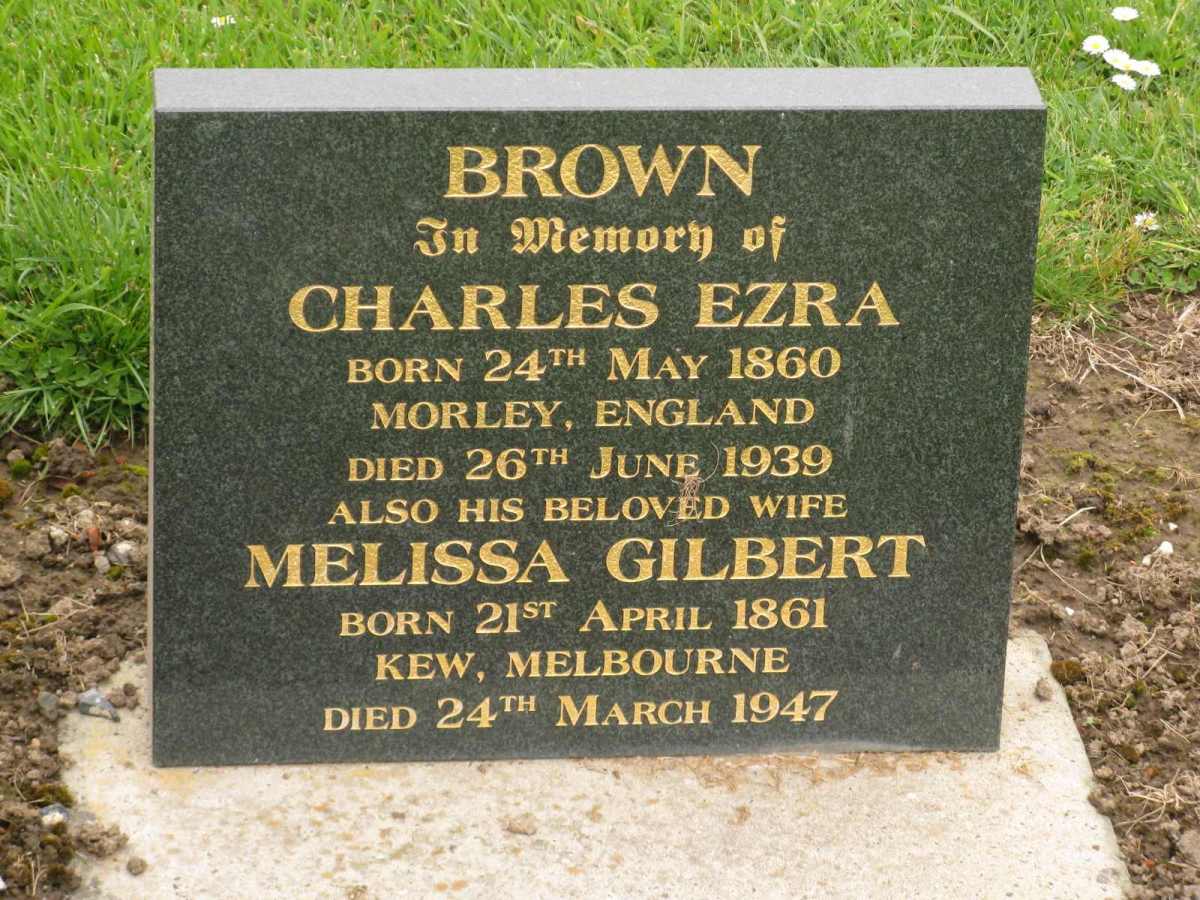 BROWN
In Memory of
CHARLES EZRA
BORN 24TH MAY 1860
MORLEY, ENGLAND
DIED 26TH JUNE 1939
ALSO HIS BELOVED WIFE
MELISSA GILBERT
BORN 21ST APRIL 1861
KEW, MELBOURNE
DIED 24TH MARCH 1947